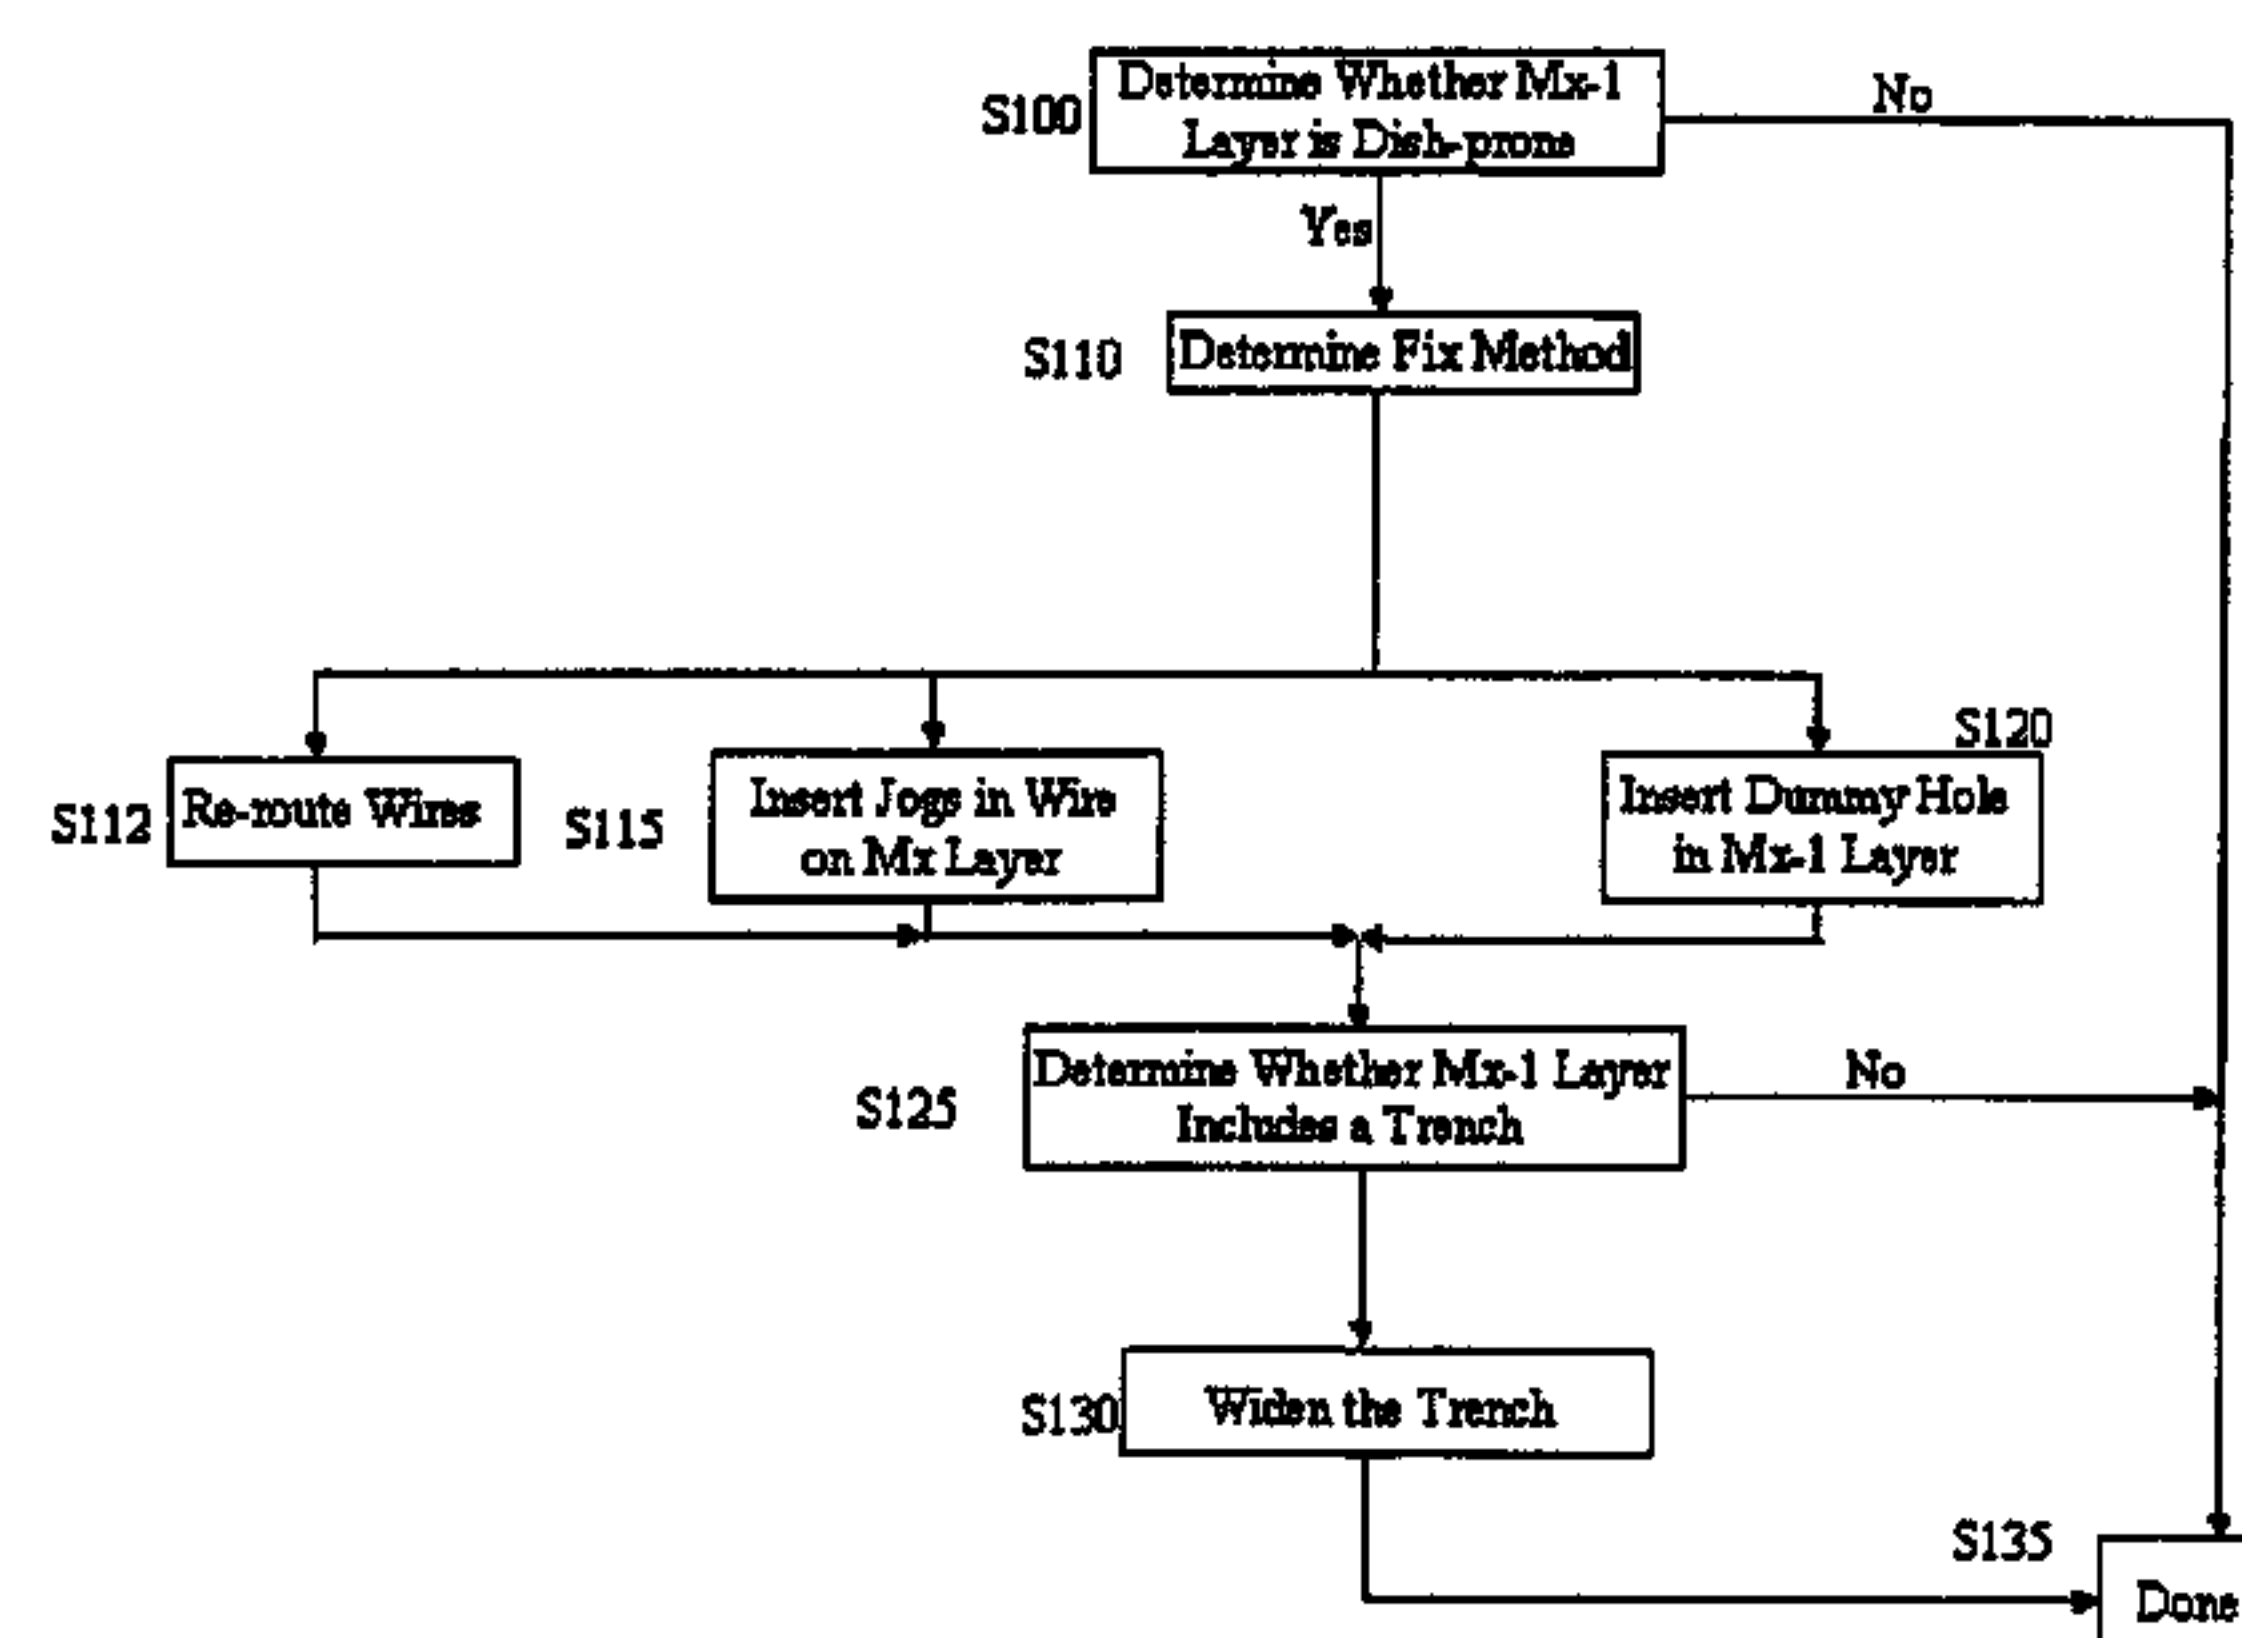 Determine Whether Mx-1
Layer is Dish-prone
S100
No
Yes
S110
Determine Fix Method
S112
Re-route Wires
S115
Insert Jogs in Wire
on Mx Layer
S120
Insert Dummy Hole
in Mx-1 Layer
S125
Determine Whether Mx-1 Layer
Includes a Trench
No
S130
Widen the Trench
S135
Done